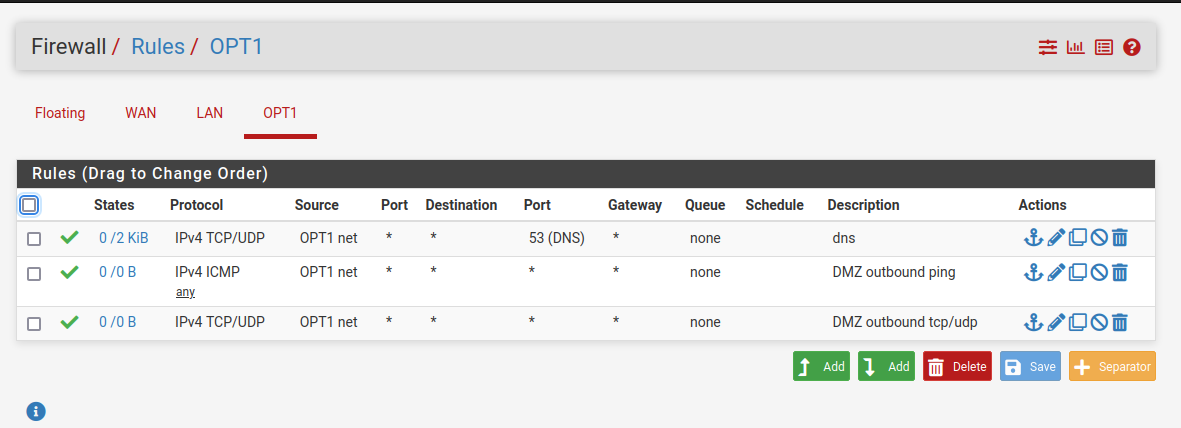 Firewall / Rules / OPT1
Floating WAN LAN OPT1
Rules (Drag to Change Order)
States Protocol Source Port Destination Port Gateway Queue Schedule Description Actions
0 /2 KiB IPv4 TCP/UDP OPT1 net * * 53 (DNS) * none dns
0 /0 B IPv4 ICMP OPT1 net * * * * none DMZ outbound ping
any
0 /0 B IPv4 TCP/UDP OPT1 net * * * * none DMZ outbound tcp/udp
Add Add Delete Save Separator